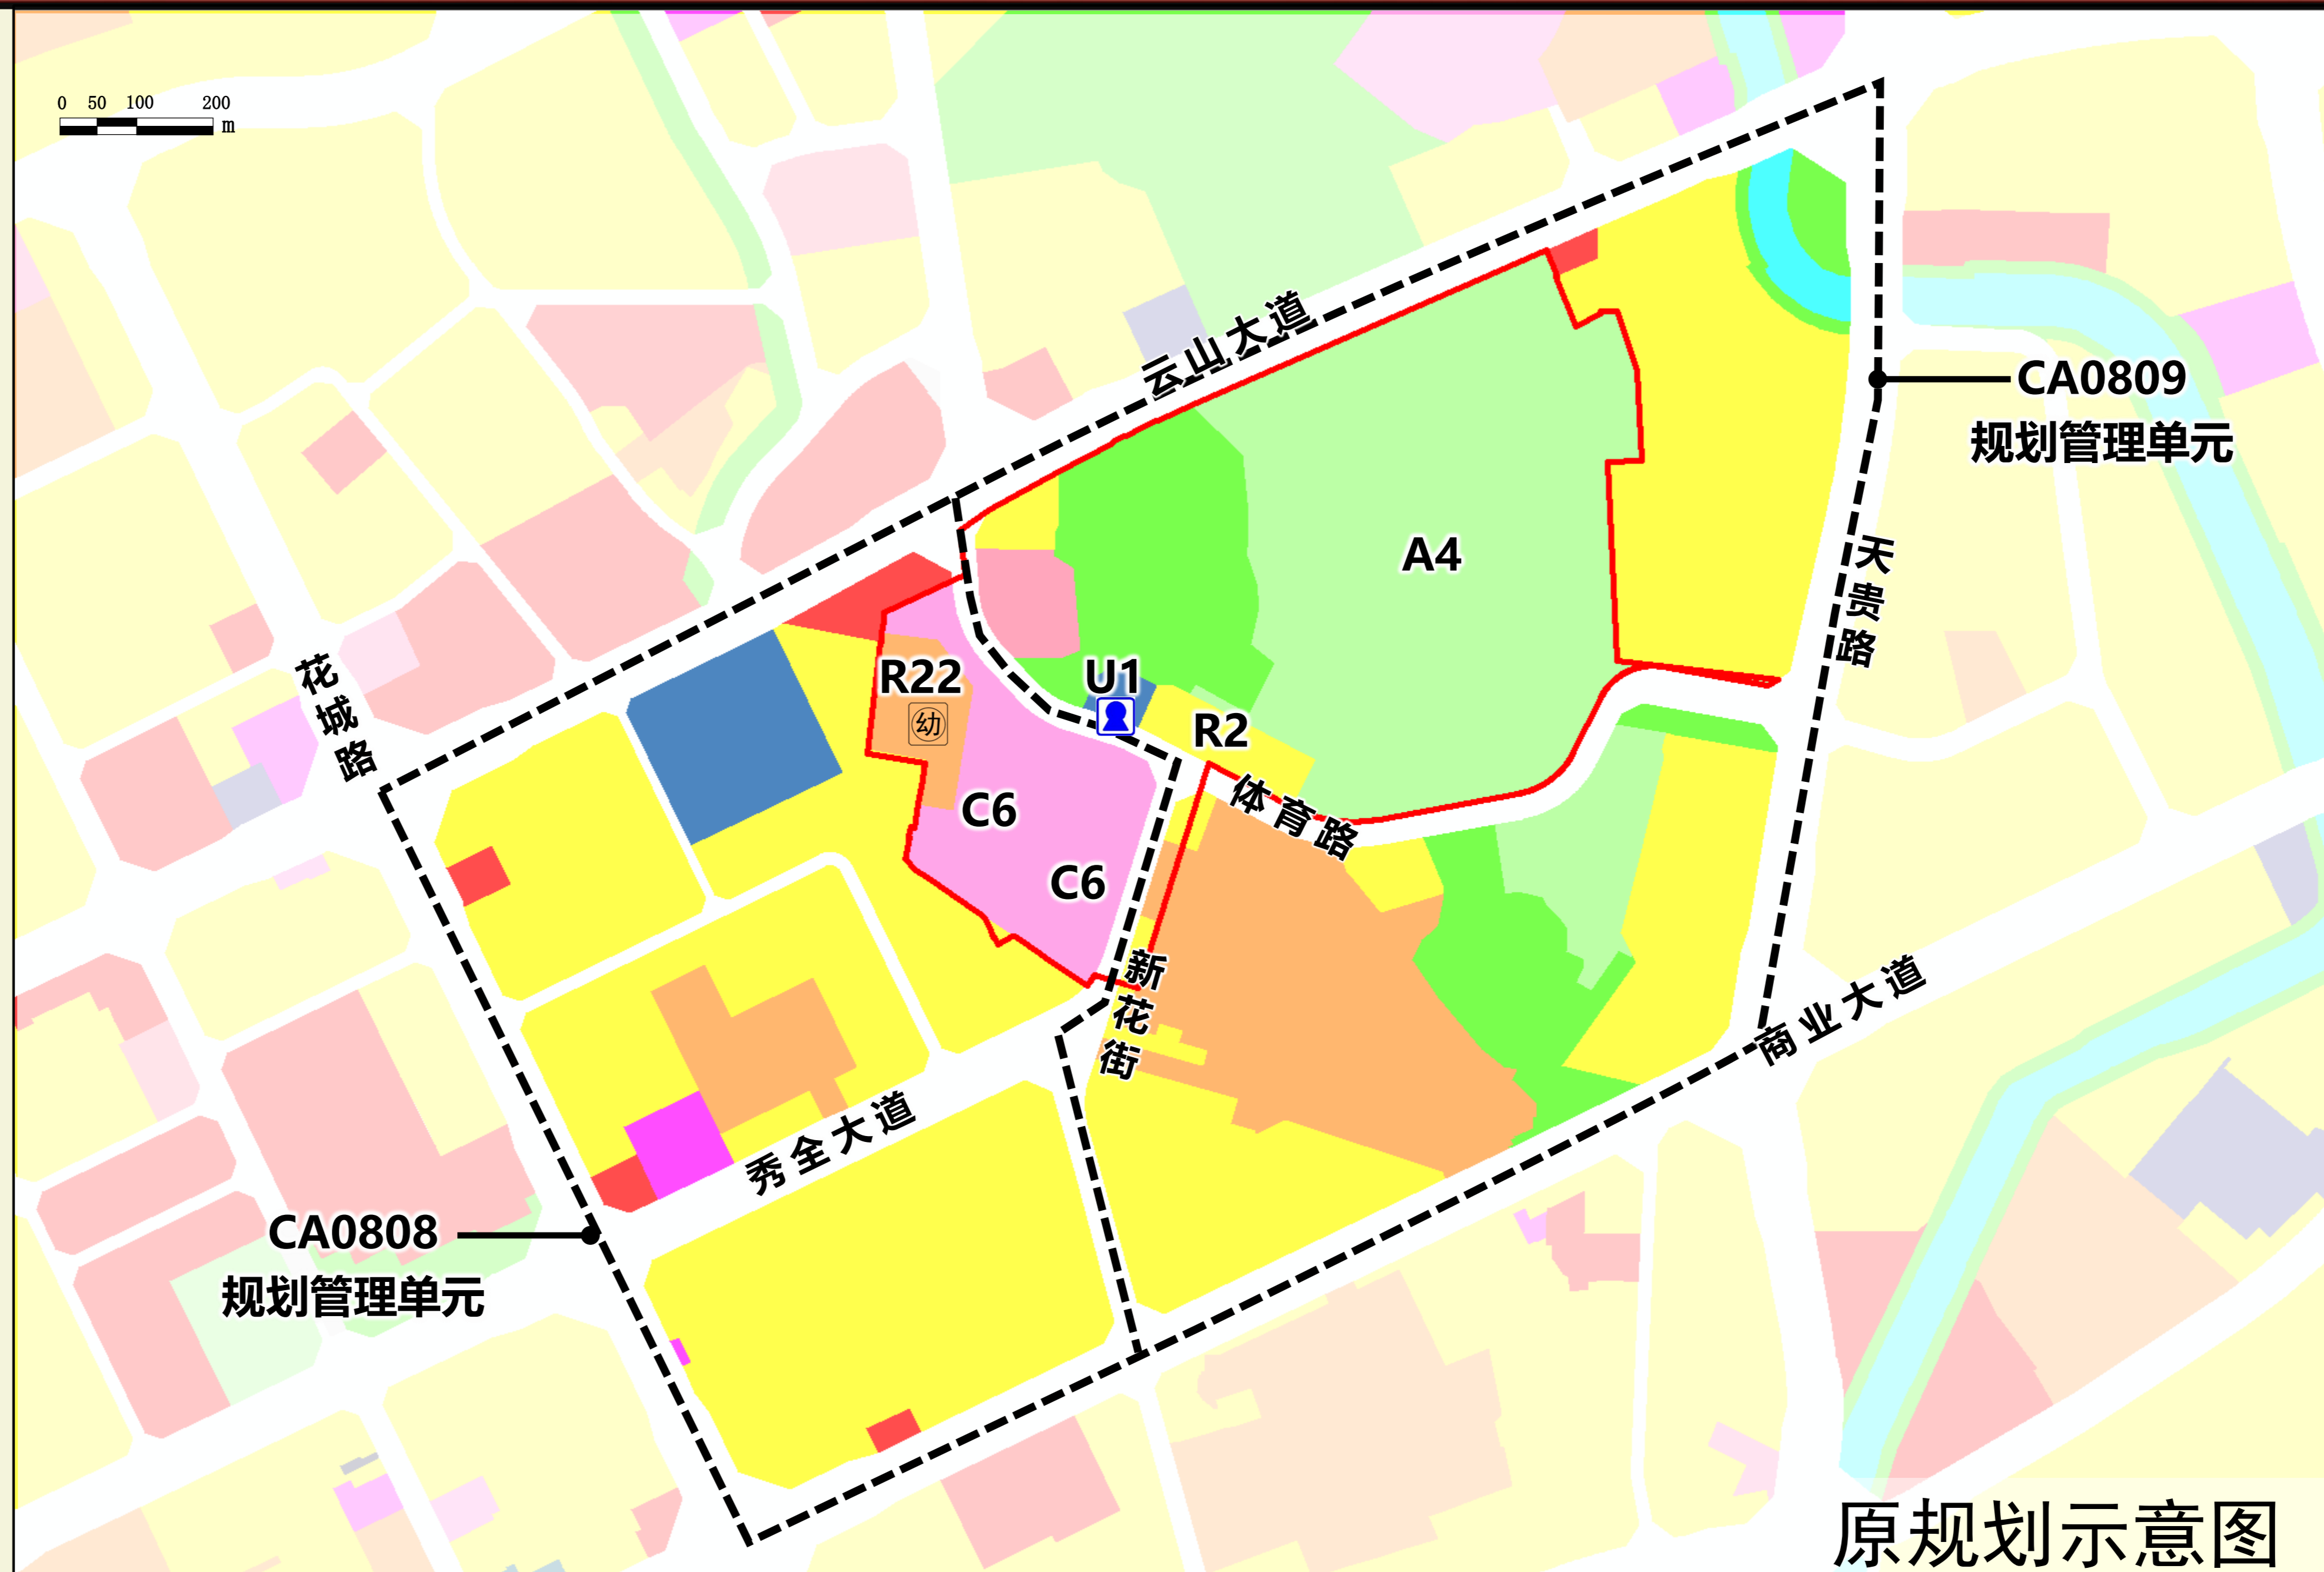 0 50 100 200
m
云山大道
CA0809
规划管理单元
A4
天贵路
花城路
R22
幼
U1
R2
体育路
C6
C6
新花街
商业大道
秀全大道
CA0808
规划管理单元
原规划示意图